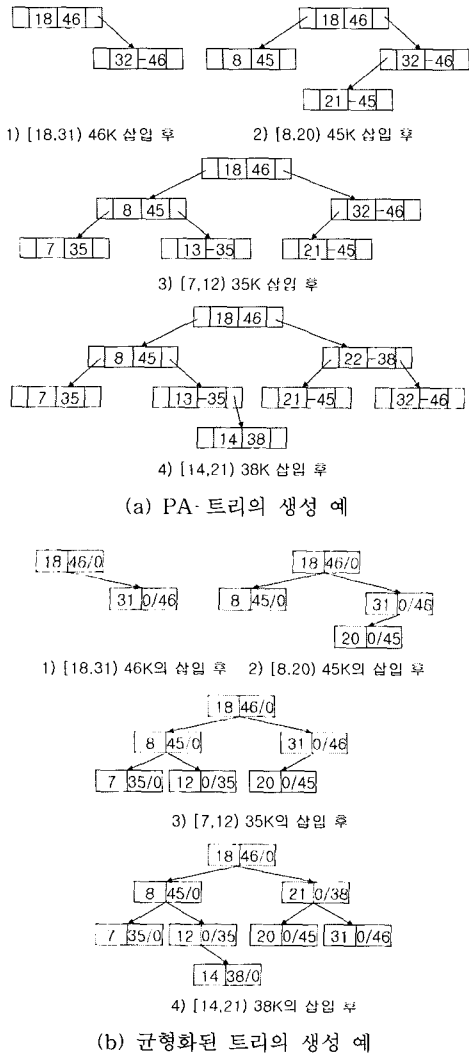 18 46 18 46
32 -46 8 45 32 -46
21 -45
1) [18,31) 46K 삽입 후 2) [8,20) 45K 삽입 후
18 46
8 45 32 -46
7 35 13 -35 21 -45
3) [7,12) 35K 삽입 후
18 46
8 45 22 -38
7 35 13 -35 21 -45 32 -46
14 38
4) [14,21) 38K 삽입 후
(a) PA-트리의 생성 예
18 46/0 18 46/0
31 0/46 8 45/0 31 0/46
20 0/45
1) [18,31) 46K의 삽입 후 2) [8.20) 45K의 삽입 후
18 46/0
8 45/0 31 0/46
7 35/0 12 0/35 20 0/45
3) [7,12) 35K의 삽입 후
18 46/0
8 45/0 21 0/38
7 35/0 12 0/35 20 0/45 31 0/46
14 38/0
4) [14,21) 38K의 삽입 후
(b) 균형화된 트리의 생성 예